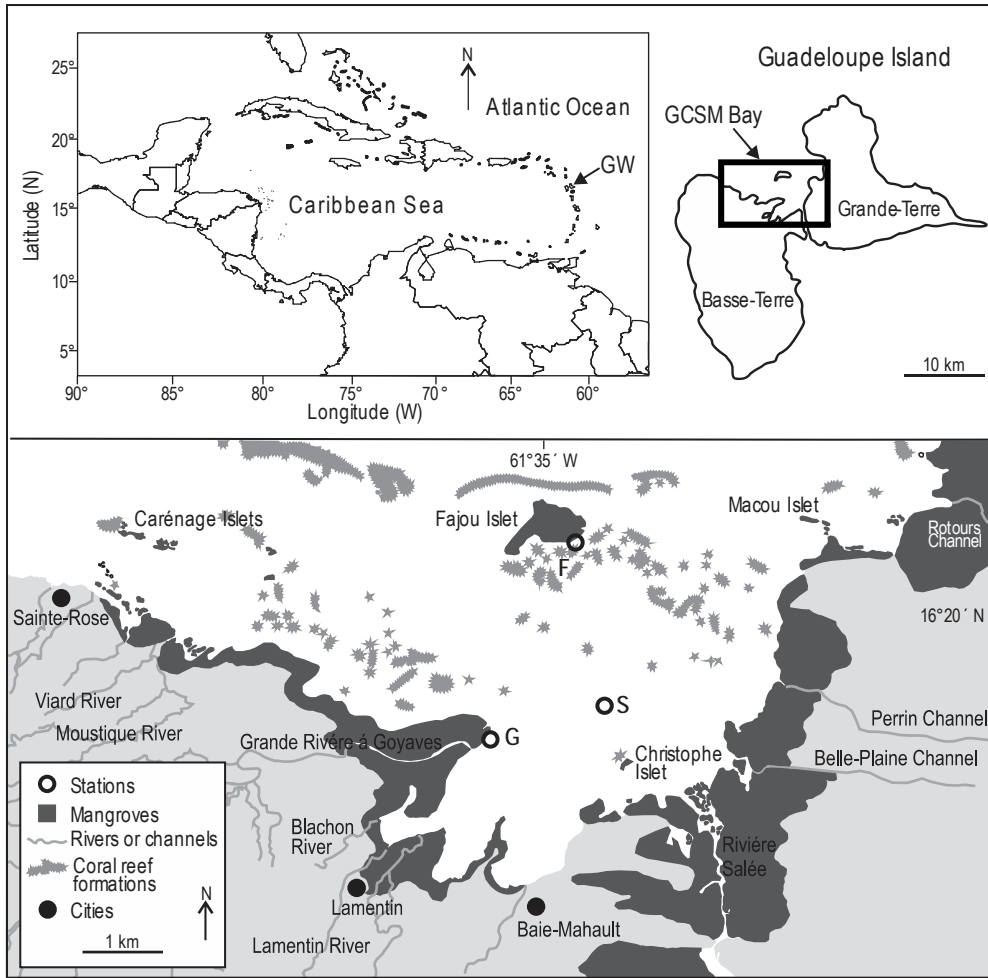 25°
20°
15°
10°
5°
Latitude (N)
90°
85°
80°
75°
70°
65°
60°
Longitude (W)
N
Atlantic Ocean
GW
Caribbean Sea
Guadeloupe Island
GCSM Bay
Grande-Terre
Basse-Terre
10 km
61°35´ W
Carénage Islets
Fajou Islet
Macou Islet
Rotours
Channel
F
16°20´ N
Sainte-Rose
Viard River
Moustique River
S
Perrin Channel
Grande Rivére á Goyaves
G
Christophe
Islet
Belle-Plaine Channel
Blachon
River
Riviére
Salée
Lamentin
Baie-Mahault
Lamentin River
Stations
Mangroves
Rivers or channels
Coral reef
formations
Cities
N
1 km